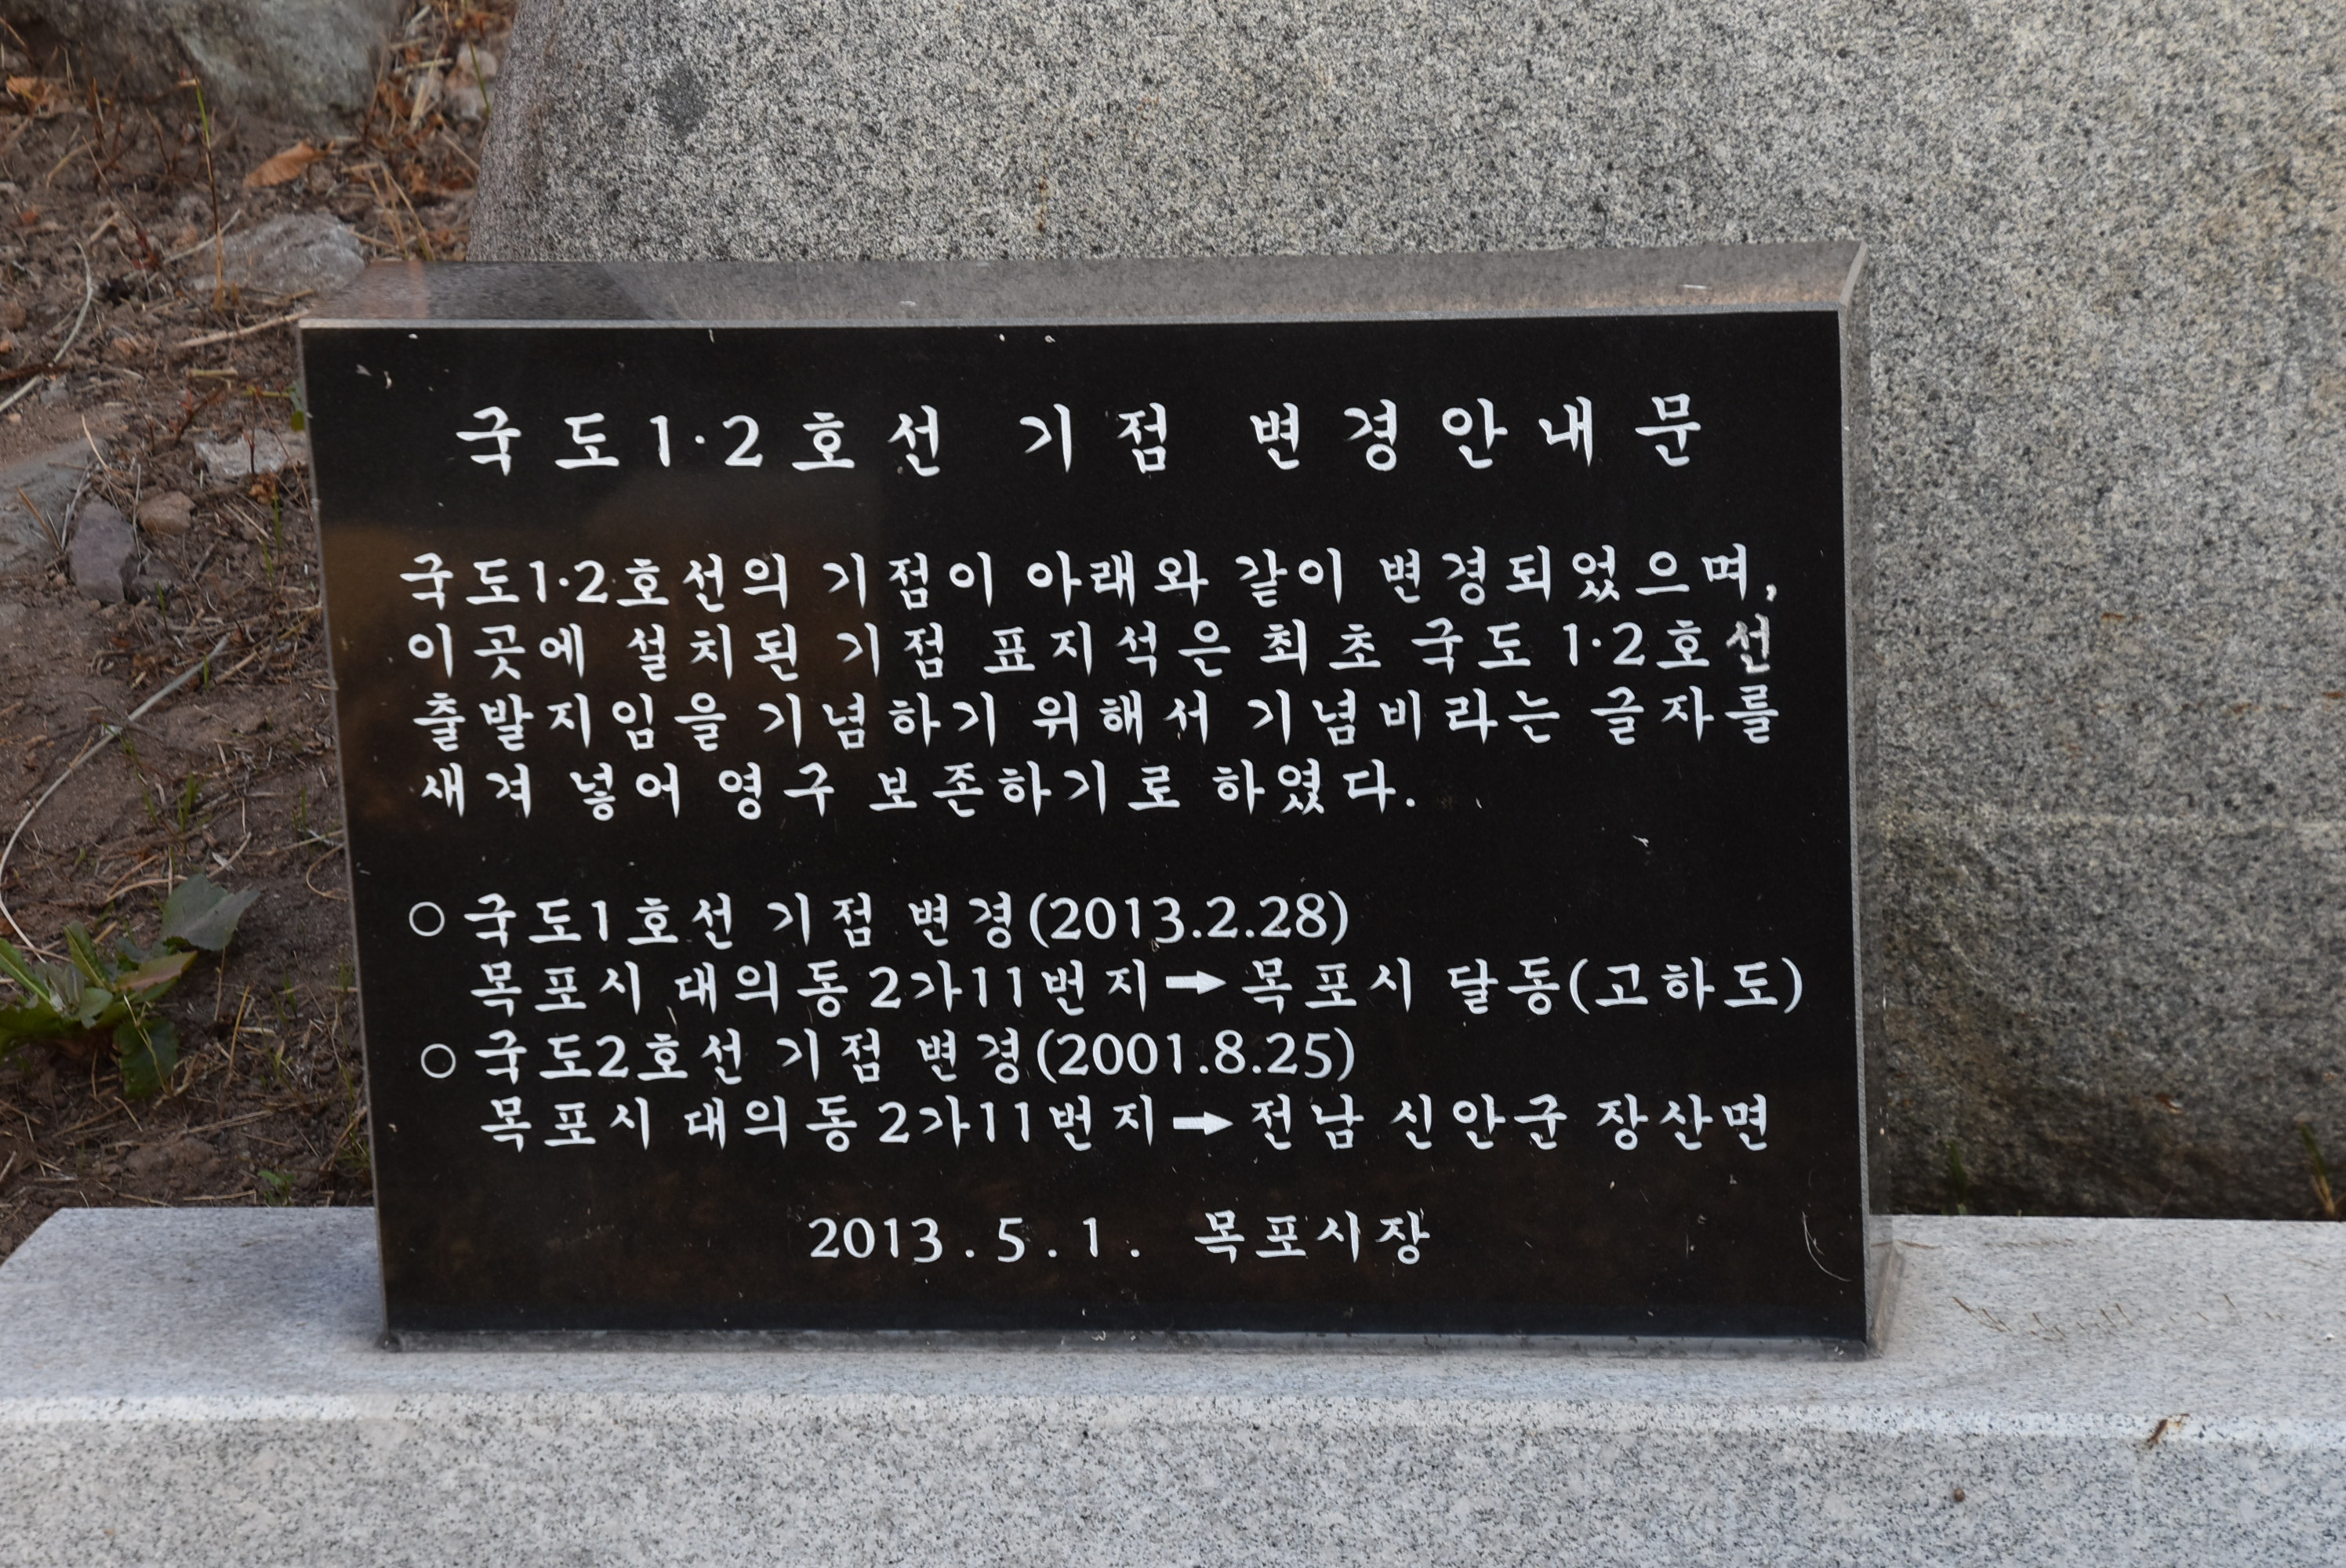 국도1·2호선 기점 변경안내문
국도1·2호선의 기점이 아래와 같이 변경되었으며,
이곳에 설치된 기점 표지석은 최초 국도 1·2호선
출발지임을 기념하기 위해서 기념비라는 글자를
새겨 넣어 영구 보존하기로 하였다.
○ 국도1호선 기점 변경(2013.2.28)
목포시 대의동2가11번지➡목포시 달동(고하도)
○ 국도2호선 기점 변경(2001.8.25)
목포시 대의동2가11번지➡전남 신안군 장산면
2013.5.1. 목포시장